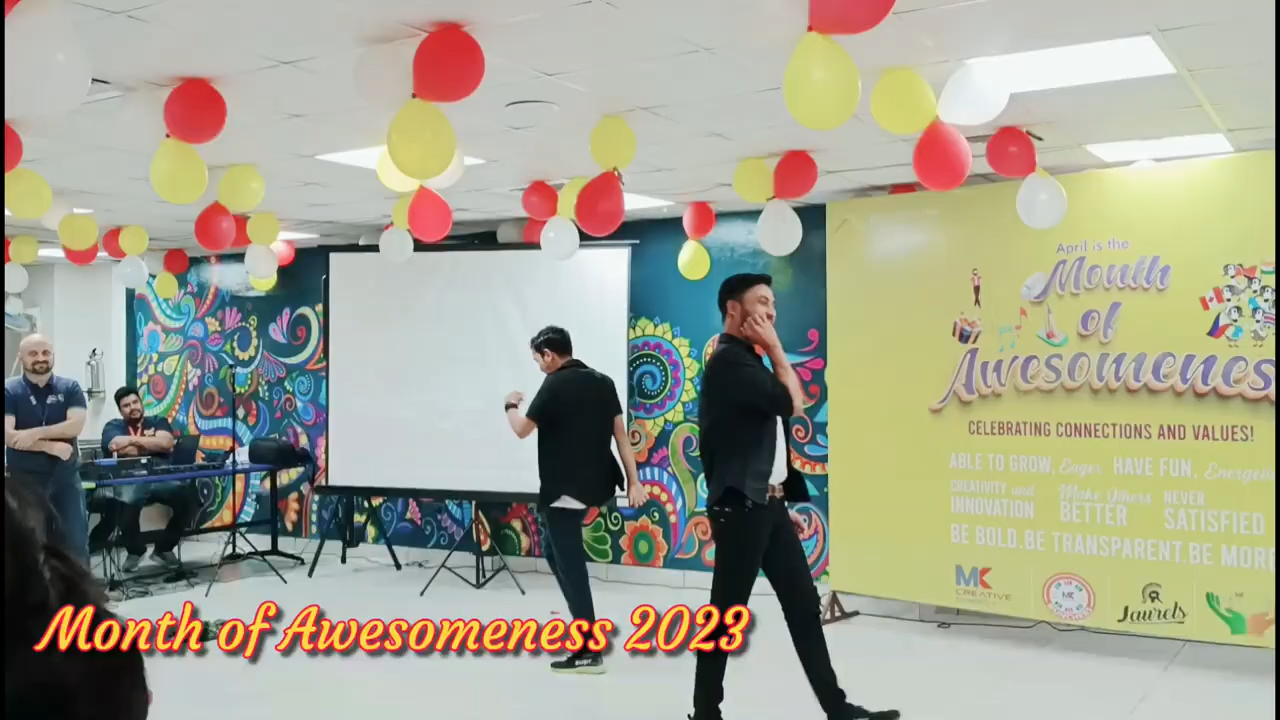 April is the
Month
of
Awesomenes
CELEBRATING CONNECTIONS AND VALUES!
ABLE TO GROW, Eager HAVE FUN,
CREATIVITY and Make Others NEVER
INNOVATION BETTER SATISFIED
BE BOLD.BE TRANSPARENT.BE MORE
MK
CREATIVE
Laurels
Month of Awesomeness 2023